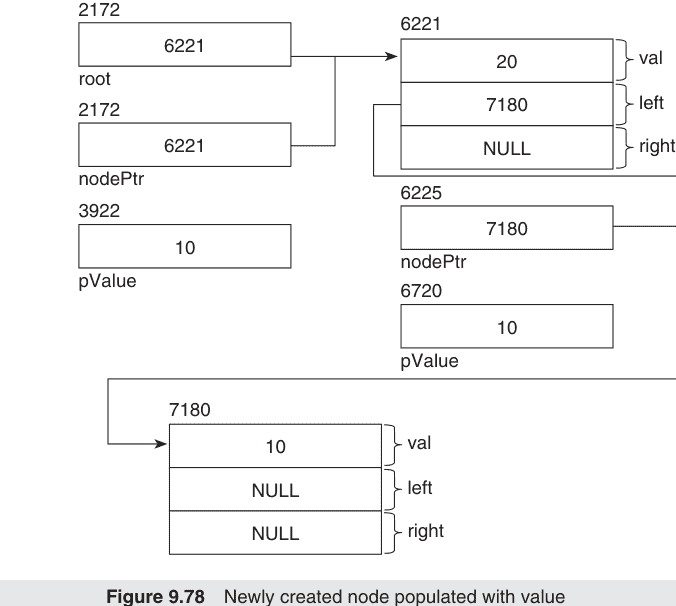 2172
6221
root
2172
6221
nodePtr
3922
10
pValue
6221
20
val
7180
left
NULL
right
6225
7180
nodePtr
6720
10
pValue
7180
10
val
NULL
left
NULL
right
Figure 9.78 Newly created node populated with value